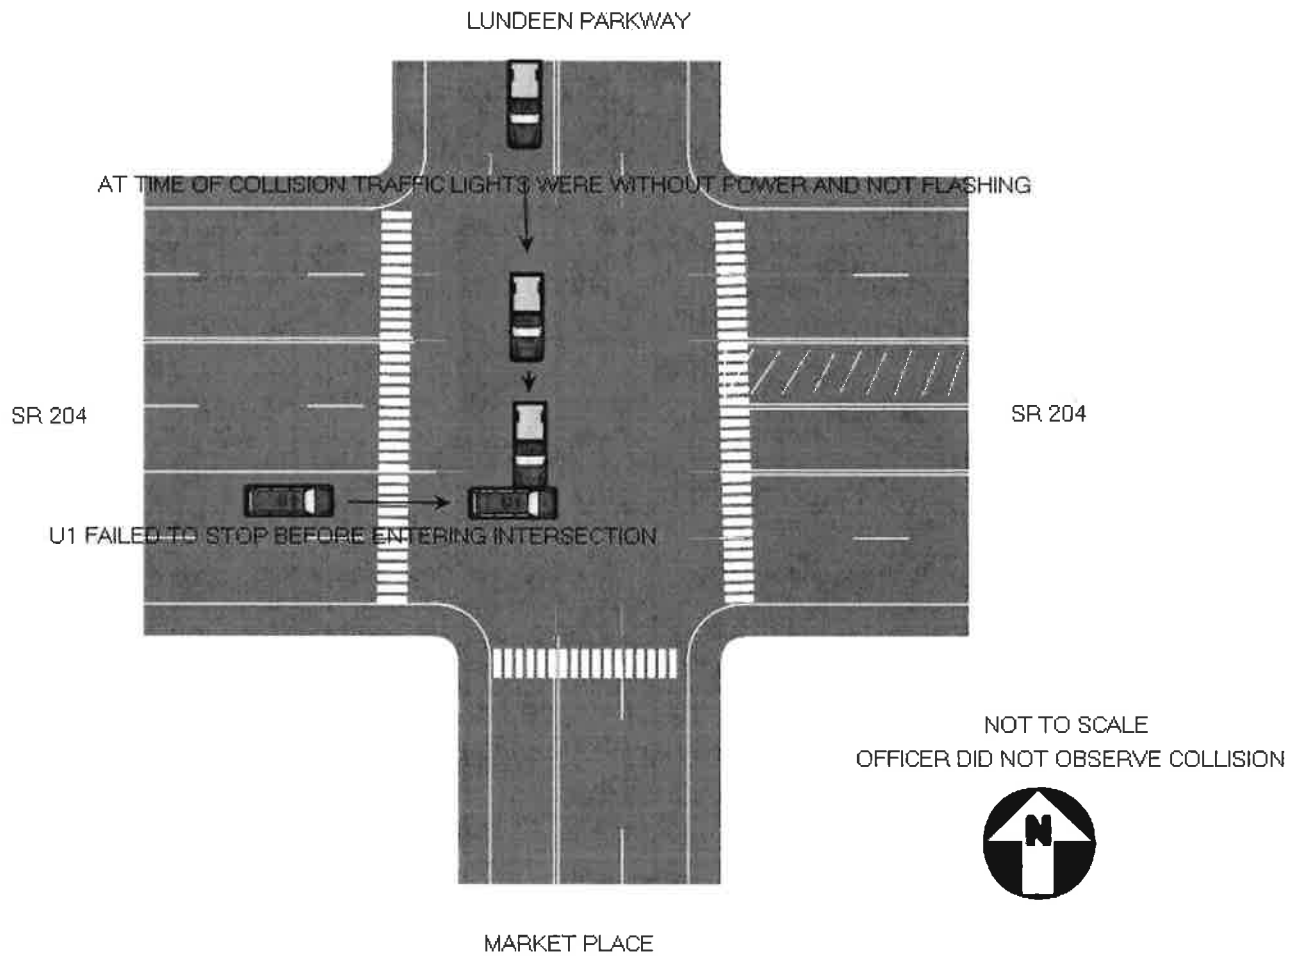 LUNDEEN PARKWAY
AT TIME OF COLLISION TRAFFIC LIGHTS WERE WITHOUT POWER AND NOT FLASHING
SR 204
SR 204
U1
U1
U1 FAILED TO STOP BEFORE ENTERING INTERSECTION
NOT TO SCALE
OFFICER DID NOT OBSERVE COLLISION
N
MARKET PLACE